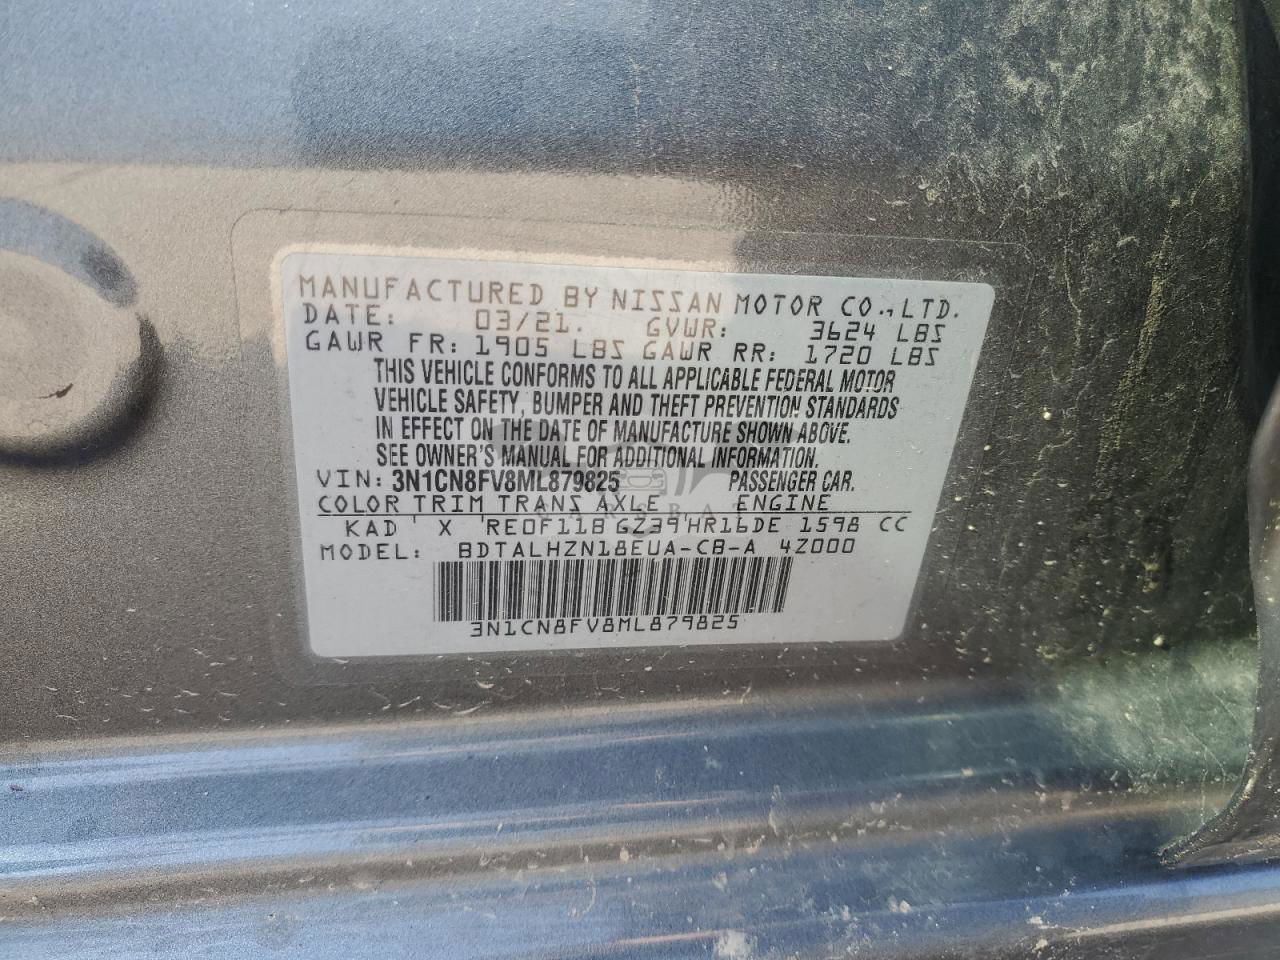 MANUFACTURED BY NISSAN MOTOR CO.,LTD.
DATE: 03/21. GVWR: 3624 LBS
GAWR FR: 1905 LBS GAWR RR: 1720 LBS
THIS VEHICLE CONFORMS TO ALL APPLICABLE FEDERAL MOTOR
VEHICLE SAFETY, BUMPER AND THEFT PREVENTION STANDARDS
IN EFFECT ON THE DATE OF MANUFACTURE SHOWN ABOVE.
SEE OWNER'S MANUAL FOR ADDITIONAL INFORMATION.
VIN: 3N1CN8FV8ML879825 PASSENGER CAR.
COLOR TRIM TRANS AXLE ENGINE
KAD X RE0F11B GZ39 HR16DE 1598 CC
MODEL: BDTALHZN18EUA-CB-A 4Z000
3N1CN8FV8ML879825